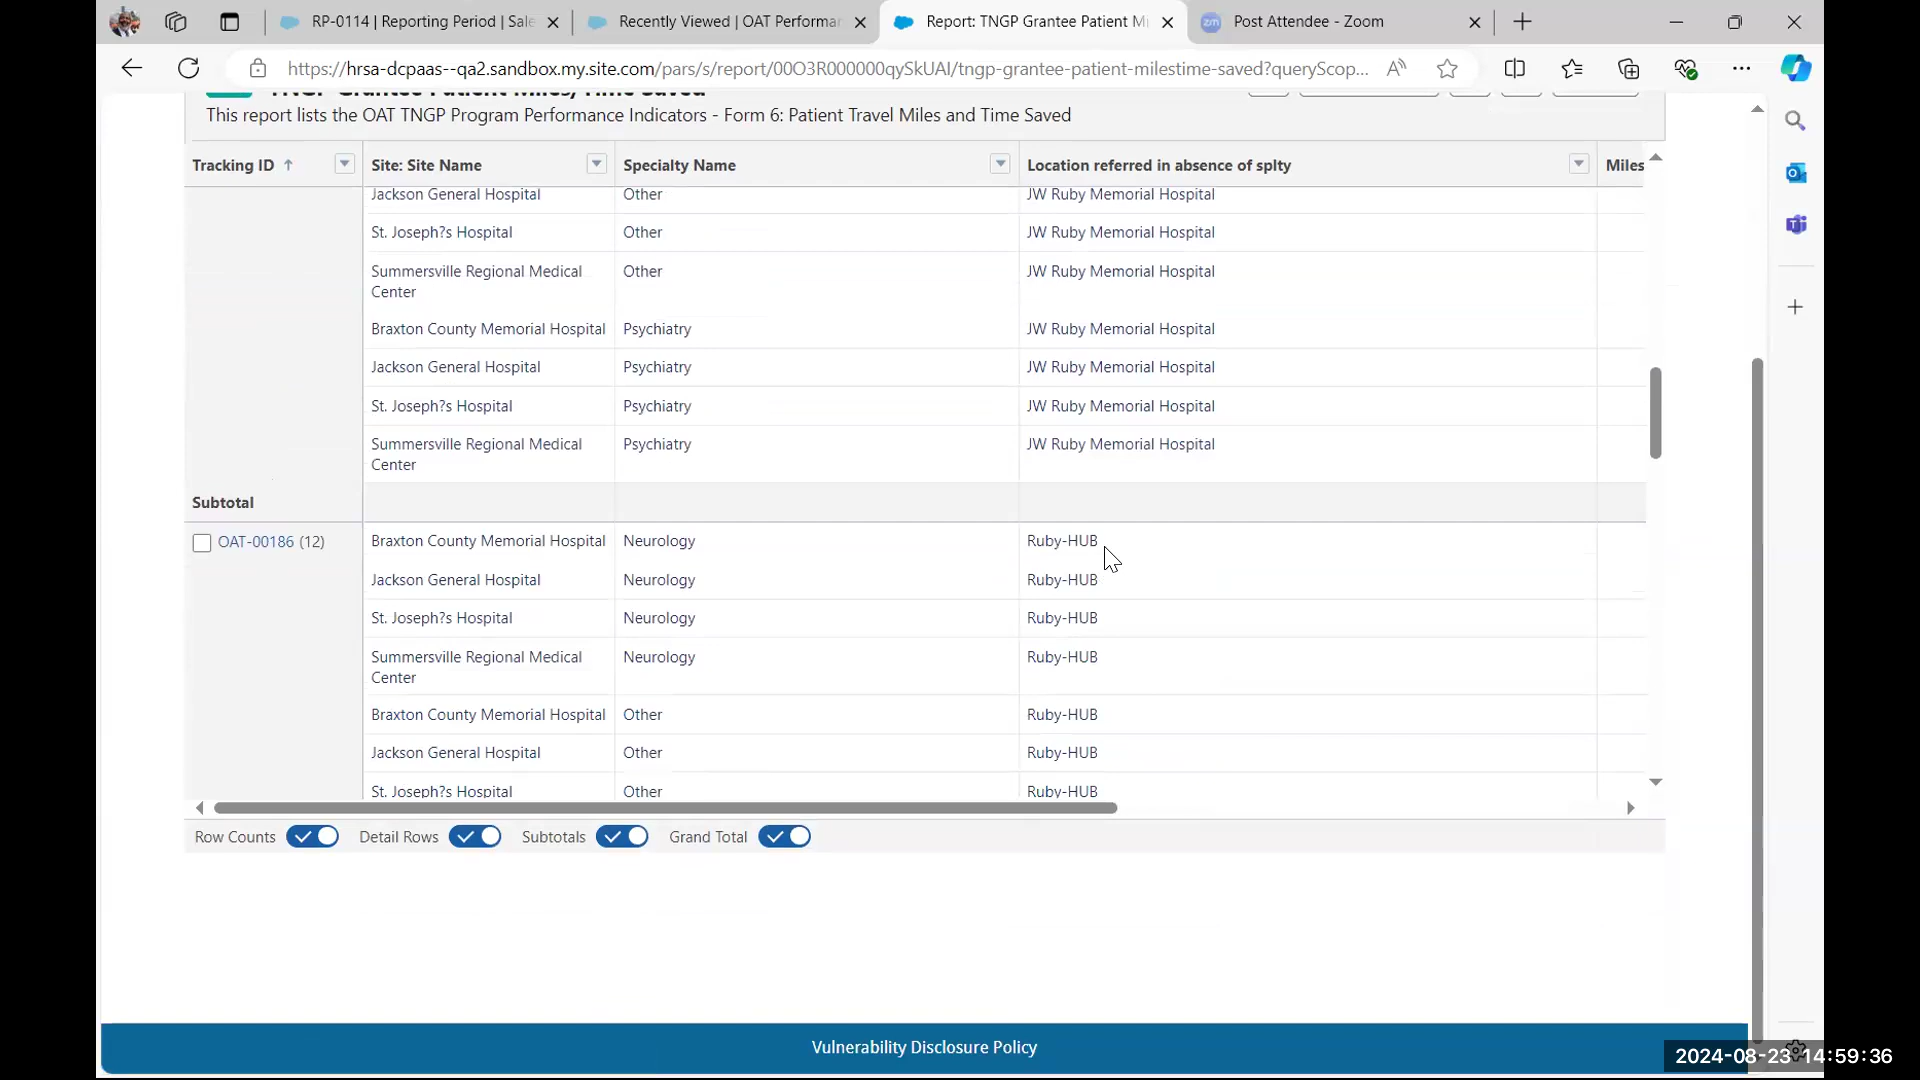 RP-0114 | Reporting Period | Sale
Recently Viewed | OAT Performan
Report: TNGP Grantee Patient Mi
Post Attendee - Zoom
https://hrsa-dcpaas--qa2.sandbox.my.site.com/pars/s/report/00O3R000000qySkUAI/tngp-grantee-patient-milestime-saved?queryScop...
TNGP Grantee Patient Miles/Time Saved
This report lists the OAT TNGP Program Performance Indicators - Form 6: Patient Travel Miles and Time Saved
Tracking ID ↑ Site: Site Name Specialty Name Location referred in absence of splty Miles
Jackson General Hospital Other JW Ruby Memorial Hospital
St. Joseph?s Hospital Other JW Ruby Memorial Hospital
Summersville Regional Medical Other JW Ruby Memorial Hospital
Center
Braxton County Memorial Hospital Psychiatry JW Ruby Memorial Hospital
Jackson General Hospital Psychiatry JW Ruby Memorial Hospital
St. Joseph?s Hospital Psychiatry JW Ruby Memorial Hospital
Summersville Regional Medical Psychiatry JW Ruby Memorial Hospital
Center
Subtotal
OAT-00186 (12) Braxton County Memorial Hospital Neurology Ruby-HUB
Jackson General Hospital Neurology Ruby-HUB
St. Joseph?s Hospital Neurology Ruby-HUB
Summersville Regional Medical Neurology Ruby-HUB
Center
Braxton County Memorial Hospital Other Ruby-HUB
Jackson General Hospital Other Ruby-HUB
St. Joseph?s Hospital Other Ruby-HUB
Row Counts Detail Rows Subtotals Grand Total
Vulnerability Disclosure Policy
2024-08-23 14:59:36